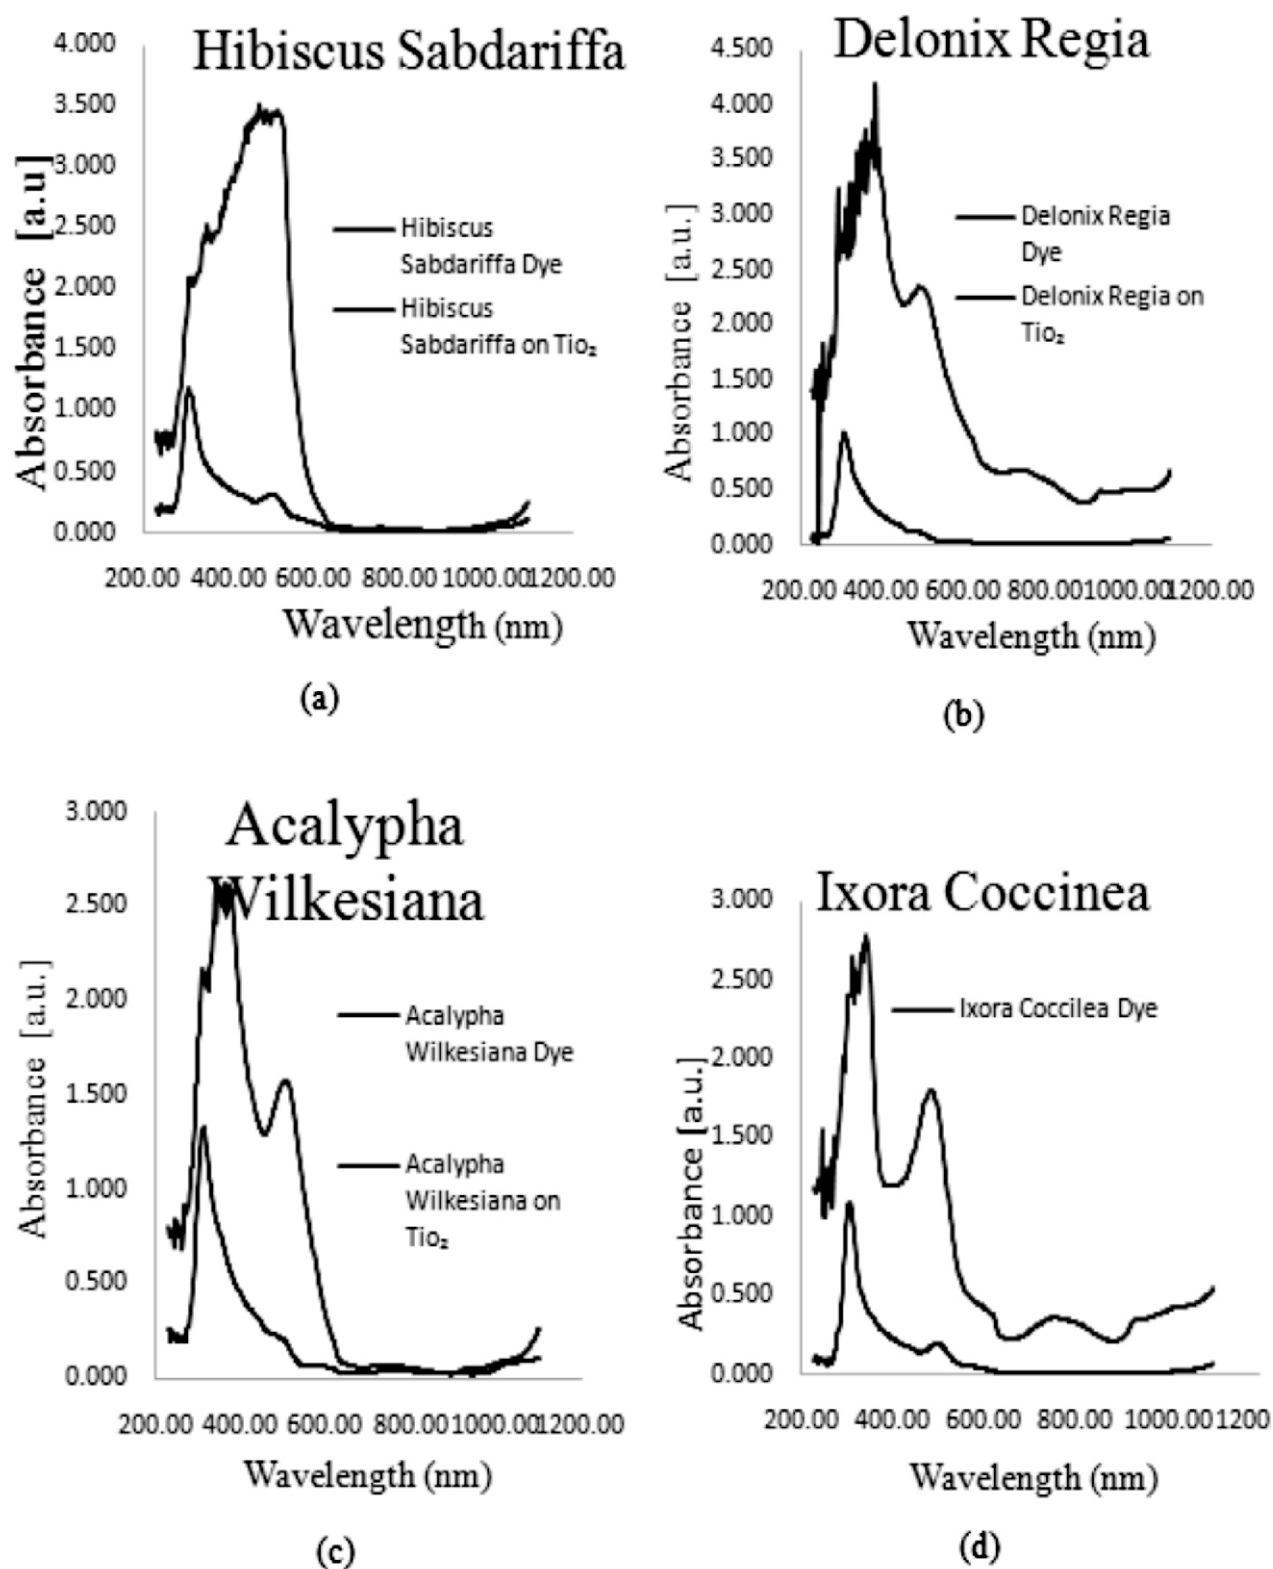 Hibiscus Sabdariffa
4.000
3.500
3.000
2.500
2.000
1.500
1.000
0.500
0.000
Absorbance [a.u]
Hibiscus
Sabdariffa Dye
Hibiscus
Sabdariffa on Tio₂
200.00 400.00 600.00 800.00 1000.00 1200.00
Wavelength (nm)
(a)
Delonix Regia
4.500
4.000
3.500
3.000
2.500
2.000
1.500
1.000
0.500
0.000
Absorbance [a.u.]
Delonix Regia
Dye
Delonix Regia on
Tio₂
200.00 400.00 600.00 800.00 1000.00 1200.00
Wavelength (nm)
(b)
Acalypha
Wilkesiana
3.000
2.500
2.000
1.500
1.000
0.500
0.000
Absorbance [a.u.]
Acalypha
Wilkesiana Dye
Acalypha
Wilkesiana on
Tio₂
200.00 400.00 600.00 800.00 1000.00 1200.00
Wavelength (nm)
(c)
Ixora Coccinea
3.000
2.500
2.000
1.500
1.000
0.500
0.000
Absorbance [a.u.]
Ixora Coccilea Dye
200.00 400.00 600.00 800.00 1000.00 1200
Wavelength (nm)
(d)